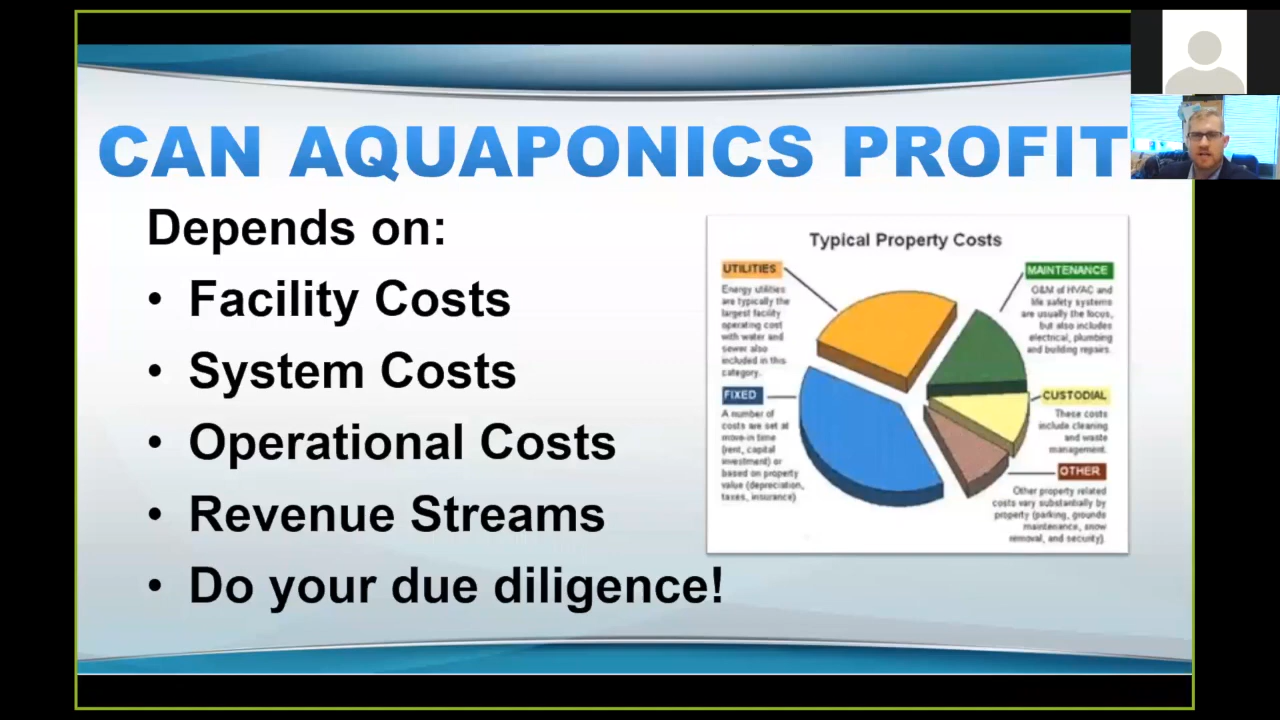 CAN AQUAPONICS PROFIT
Depends on:
• Facility Costs
• System Costs
• Operational Costs
• Revenue Streams
• Do your due diligence!
Typical Property Costs
UTILITIES
Energy utilities
are typically the
largest facility
operating cost
with water and
sewer also
included in this
category.
FIXED
A number of
costs are set at
move-in time
(rent, capital
investment) or
based on property
value (depreciation,
taxes, insurance)
MAINTENANCE
O&M of HVAC and
life safety systems
are usually the focus,
but also includes
electrical, plumbing
and building repairs.
CUSTODIAL
These costs
include cleaning
and waste
management.
OTHER
Other property related
costs vary substantially by
property (parking, grounds
maintenance, snow
removal, and security).